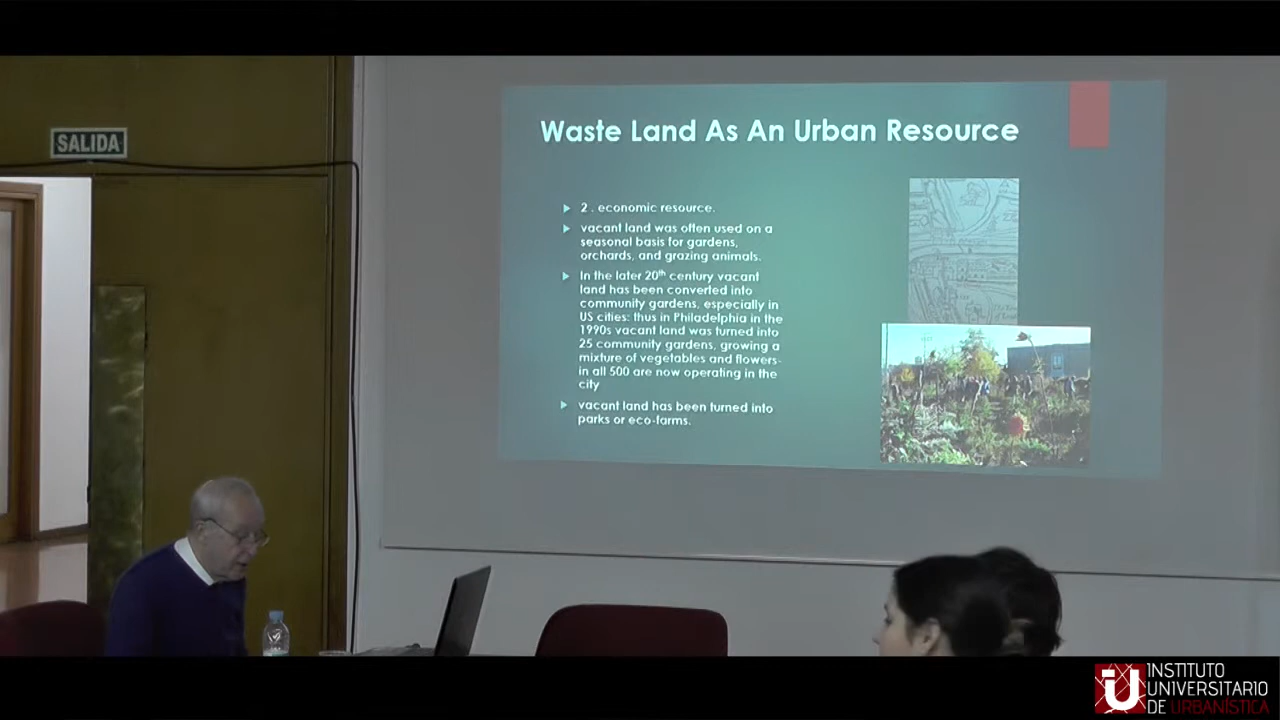 SALIDA
Waste Land As An Urban Resource
2 . economic resource.
vacant land was often used on a
seasonal basis for gardens,
orchards, and grazing animals.
In the later 20th century vacant
land has been converted into
community gardens, especially in
US cities: thus in Philadelphia in the
1990s vacant land was turned into
25 community gardens, growing a
mixture of vegetables and flowers-
in all 500 are now operating in the
city
vacant land has been turned into
parks or eco-farms.
INSTITUTO
UNIVERSITARIO
DE URBANÍSTICA